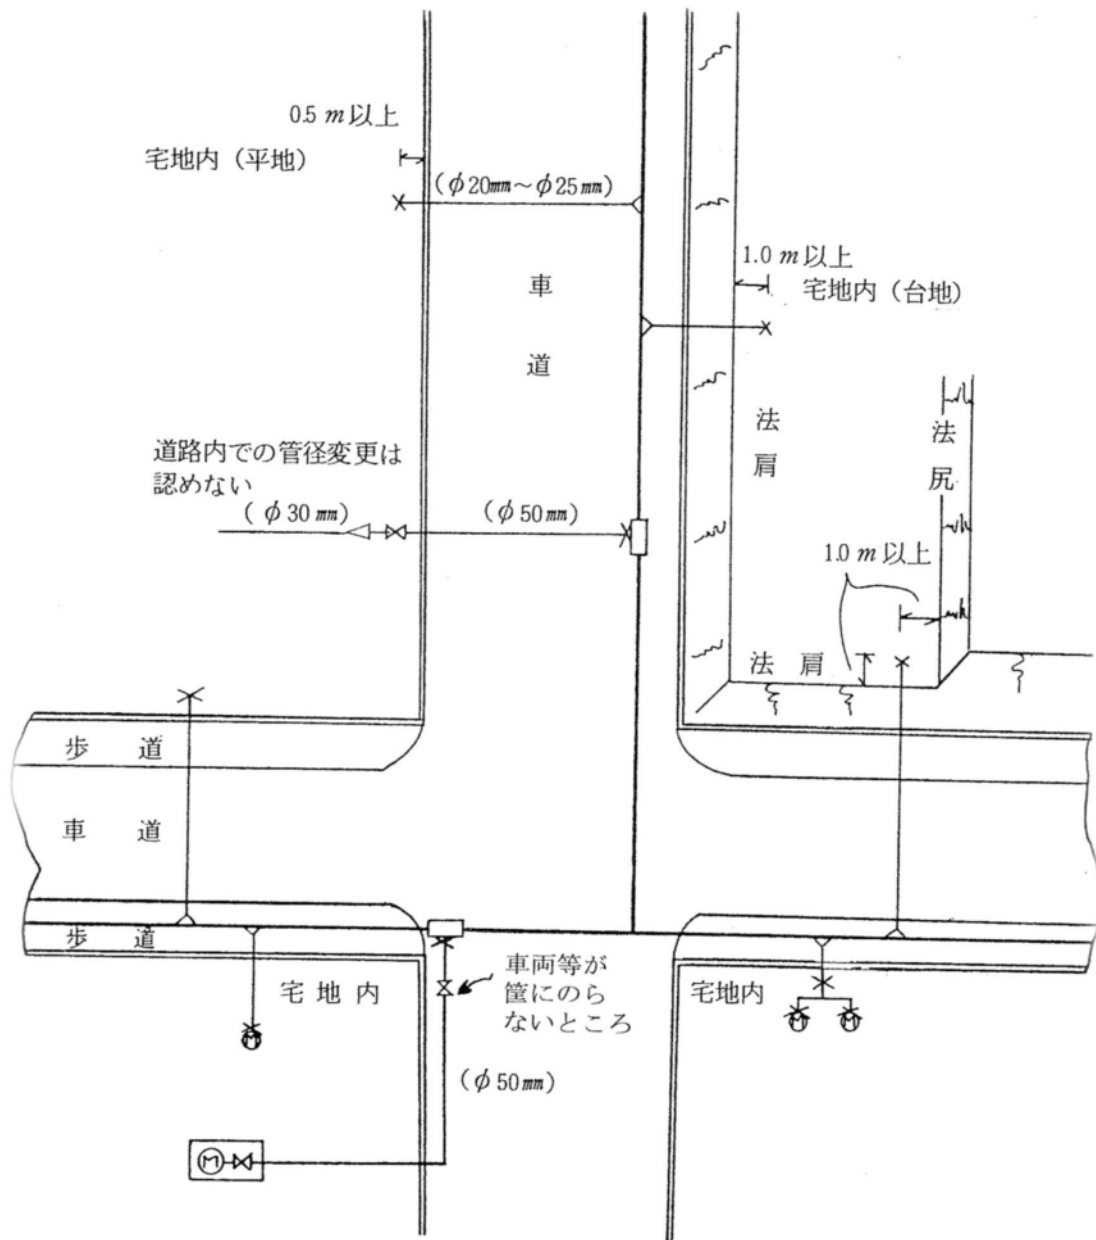 0.5 m以上
宅地内（平地）
（φ20㎜～φ25㎜）
1.0 m以上
宅地内（台地）
車
道
法
肩
法
尻
道路内での管径変更は
認めない
（φ30㎜）
（φ50㎜）
1.0 m以上
法 肩
歩 道
車 道
歩 道
宅 地 内
車両等が
筐にのら
ないところ
宅地内
M
M
M
（φ50㎜）
M